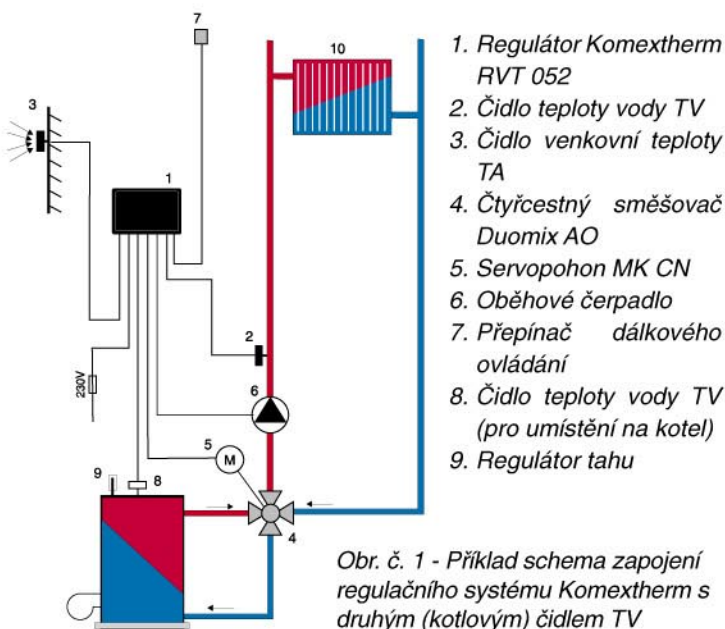 7
10
3
1
2
230V
6
5
M
9
8
4
1. Regulátor Komextherm
RVT 052
2. Čidlo teploty vody TV
3. Čidlo venkovní teploty
TA
4. Čtyřcestný směšovač
Duomix AO
5. Servopohon MK CN
6. Oběhové čerpadlo
7. Přepínač dálkového
ovládání
8. Čidlo teploty vody TV
(pro umístění na kotel)
9. Regulátor tahu
Obr. č. 1 - Příklad schema zapojení
regulačního systému Komextherm s
druhým (kotlovým) čidlem TV